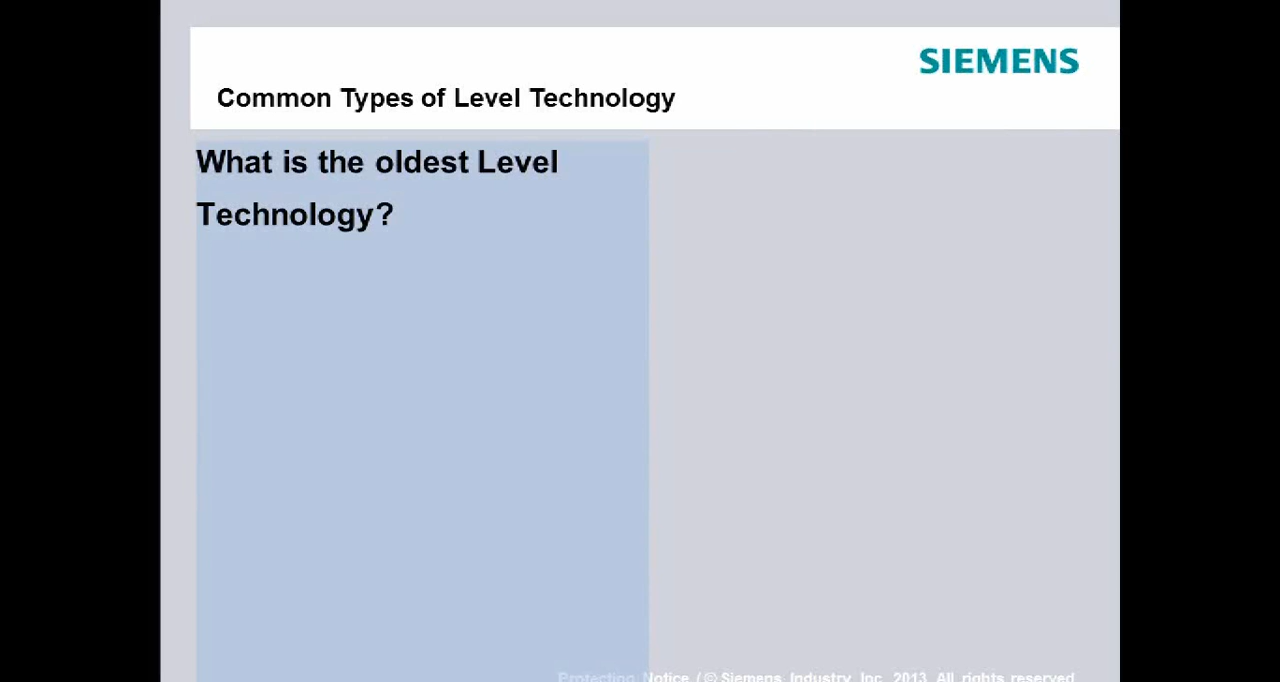 SIEMENS
Common Types of Level Technology
What is the oldest Level
Technology?
Protection Notice / © Siemens Industry, Inc. 2013. All rights reserved